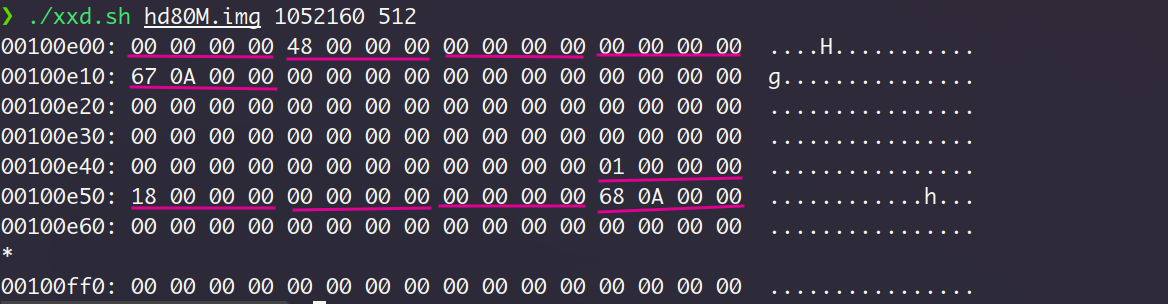 ❯ ./xxd.sh hd80M.img 1052160 512
00100e00: 00 00 00 00 48 00 00 00 00 00 00 00 00 00 00 00  ....H...........
00100e10: 67 0A 00 00 00 00 00 00 00 00 00 00 00 00 00 00  g...............
00100e20: 00 00 00 00 00 00 00 00 00 00 00 00 00 00 00 00  ................
00100e30: 00 00 00 00 00 00 00 00 00 00 00 00 00 00 00 00  ................
00100e40: 00 00 00 00 00 00 00 00 00 00 00 00 01 00 00 00  ................
00100e50: 18 00 00 00 00 00 00 00 00 00 00 00 68 0A 00 00  ............h...
00100e60: 00 00 00 00 00 00 00 00 00 00 00 00 00 00 00 00  ................
*
00100ff0: 00 00 00 00 00 00 00 00 00 00 00 00 00 00 00 00  ................